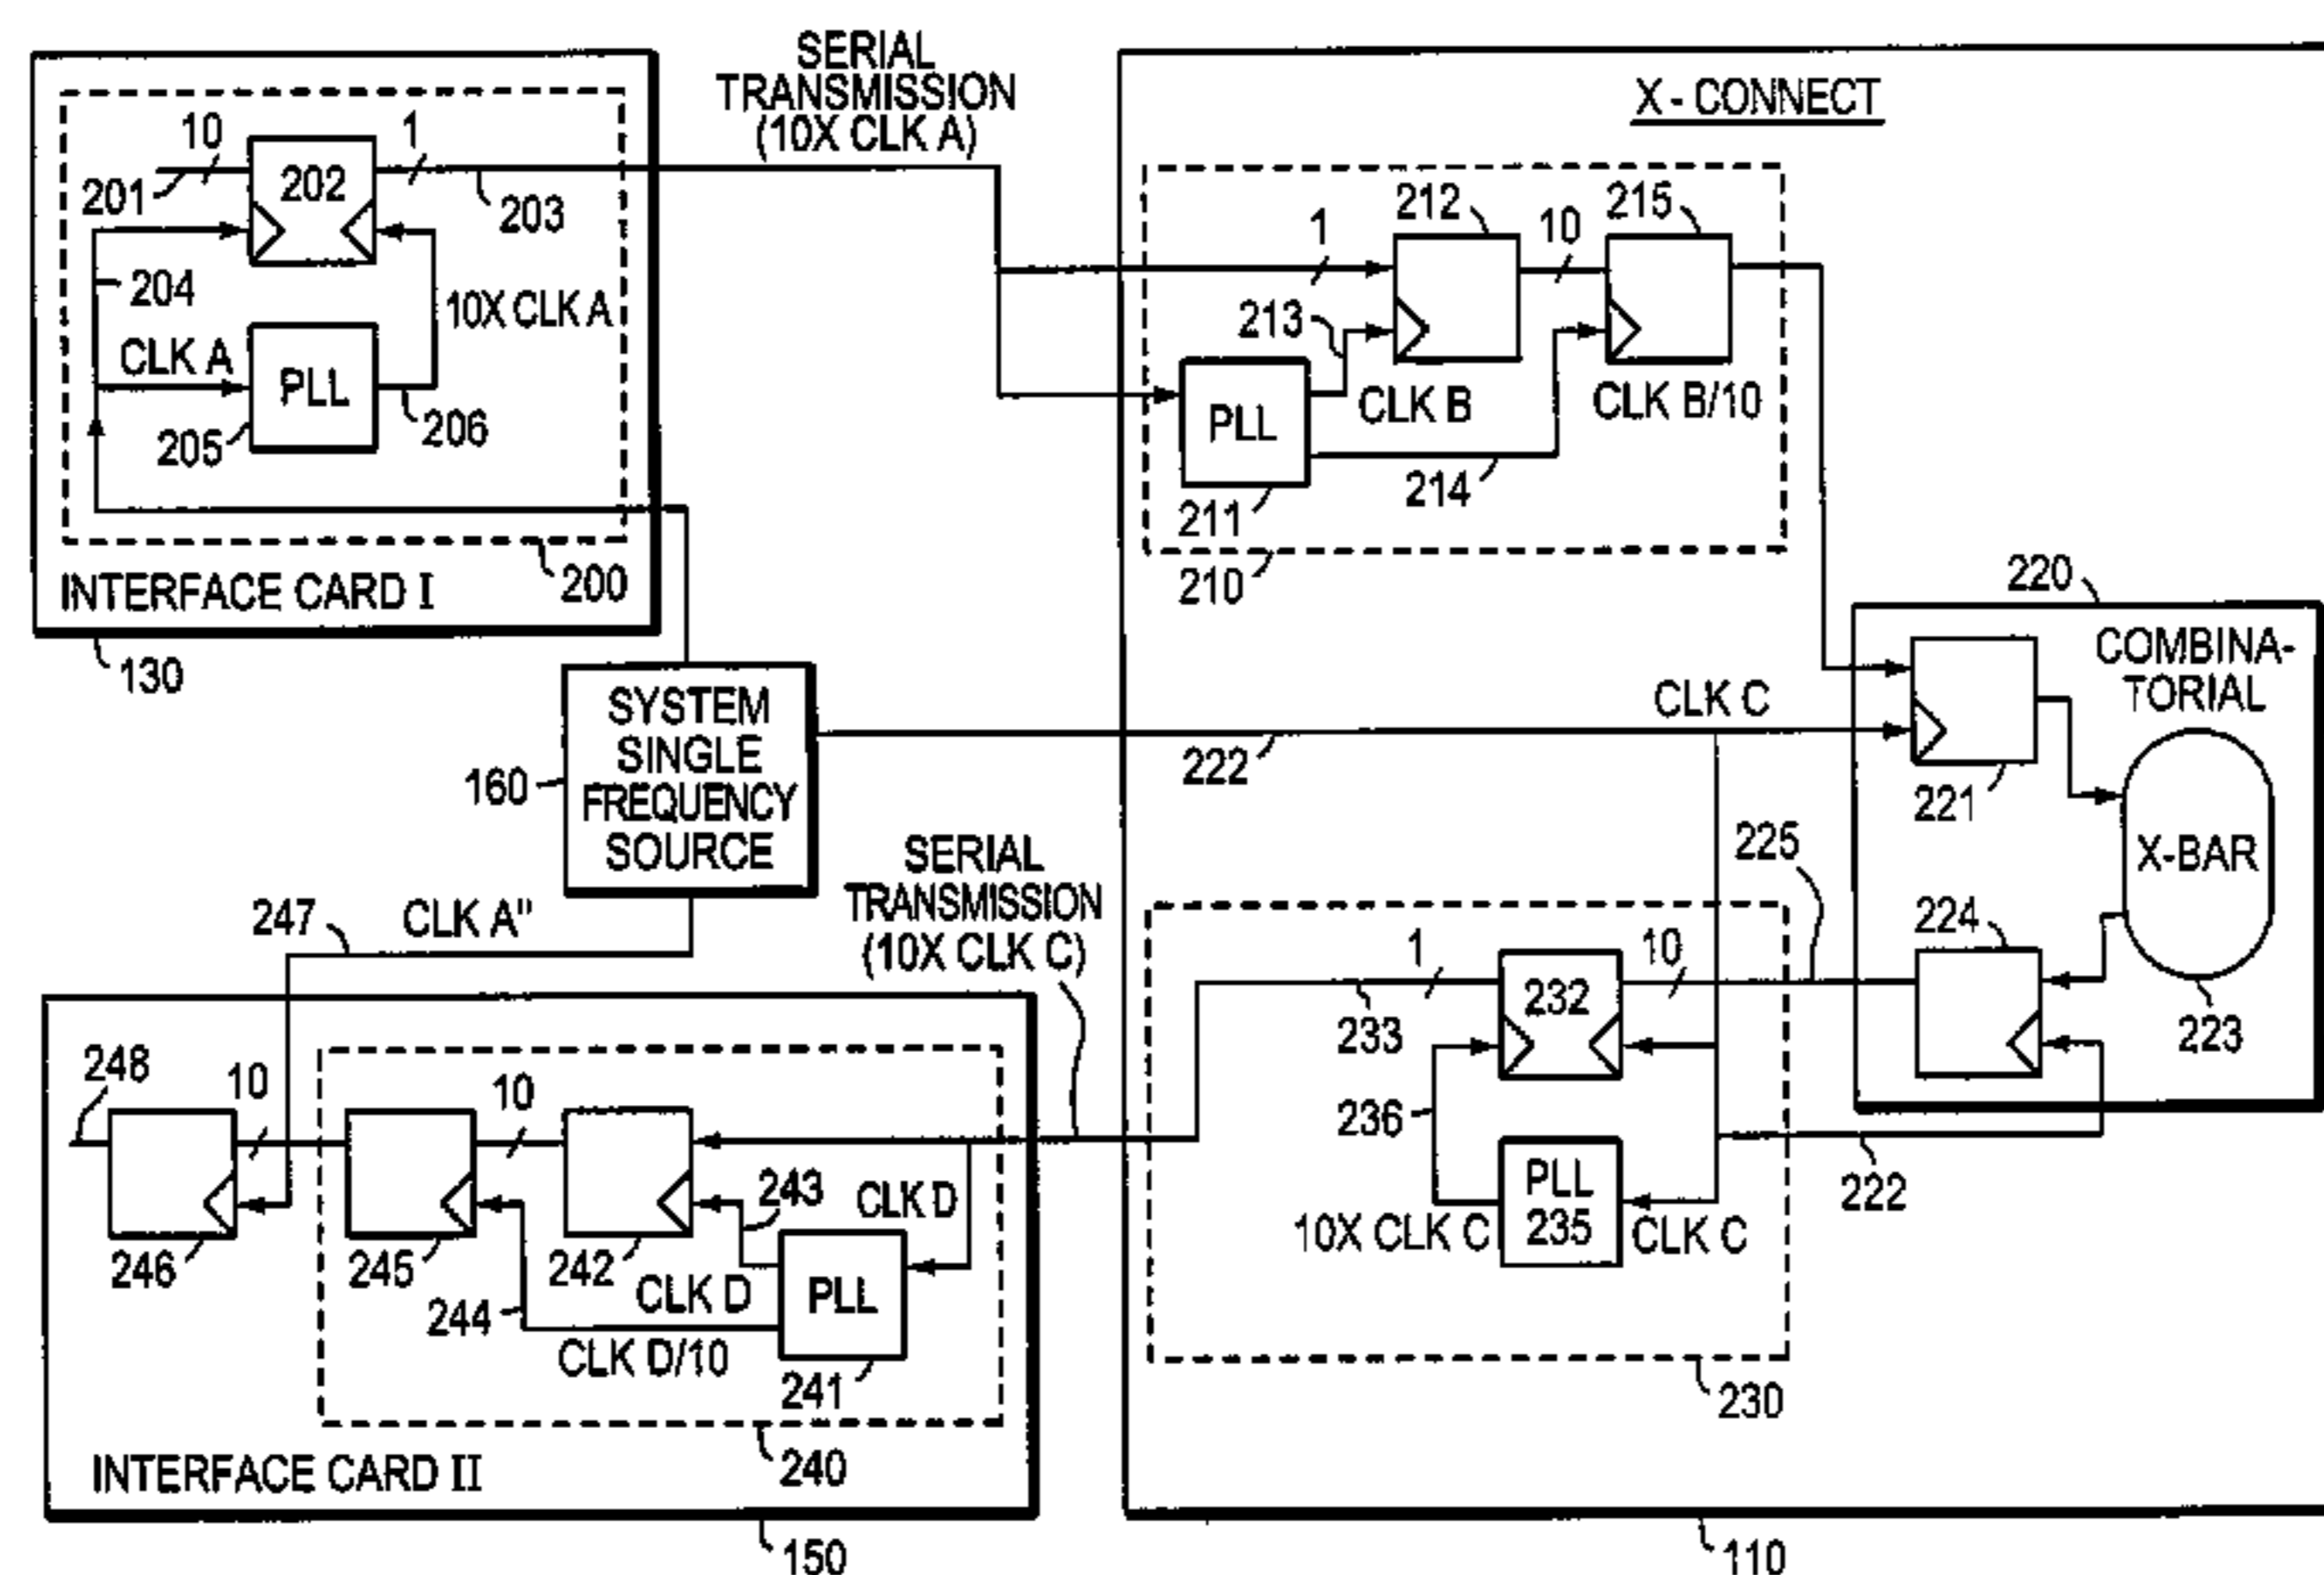 SERIAL
TRANSMISSION
(10X CLK A)
X - CONNECT
10
1
202
201
203
204
10X CLK A
CLK A
PLL
205
206
INTERFACE CARD I
200
130
212
215
1
10
213
CLK B
CLK B/10
PLL
214
211
210
220
COMBINA-
TORIAL
SYSTEM
SINGLE
FREQUENCY
SOURCE
160
CLK C
222
221
X-BAR
223
225
224
SERIAL
TRANSMISSION
(10X CLK C)
247
CLK A"
1
10
232
233
236
PLL
235
10X CLK C
CLK C
222
230
248
10
10
246
245
242
243
CLK D
CLK D
244
PLL
CLK D/10
241
240
INTERFACE CARD II
150
110